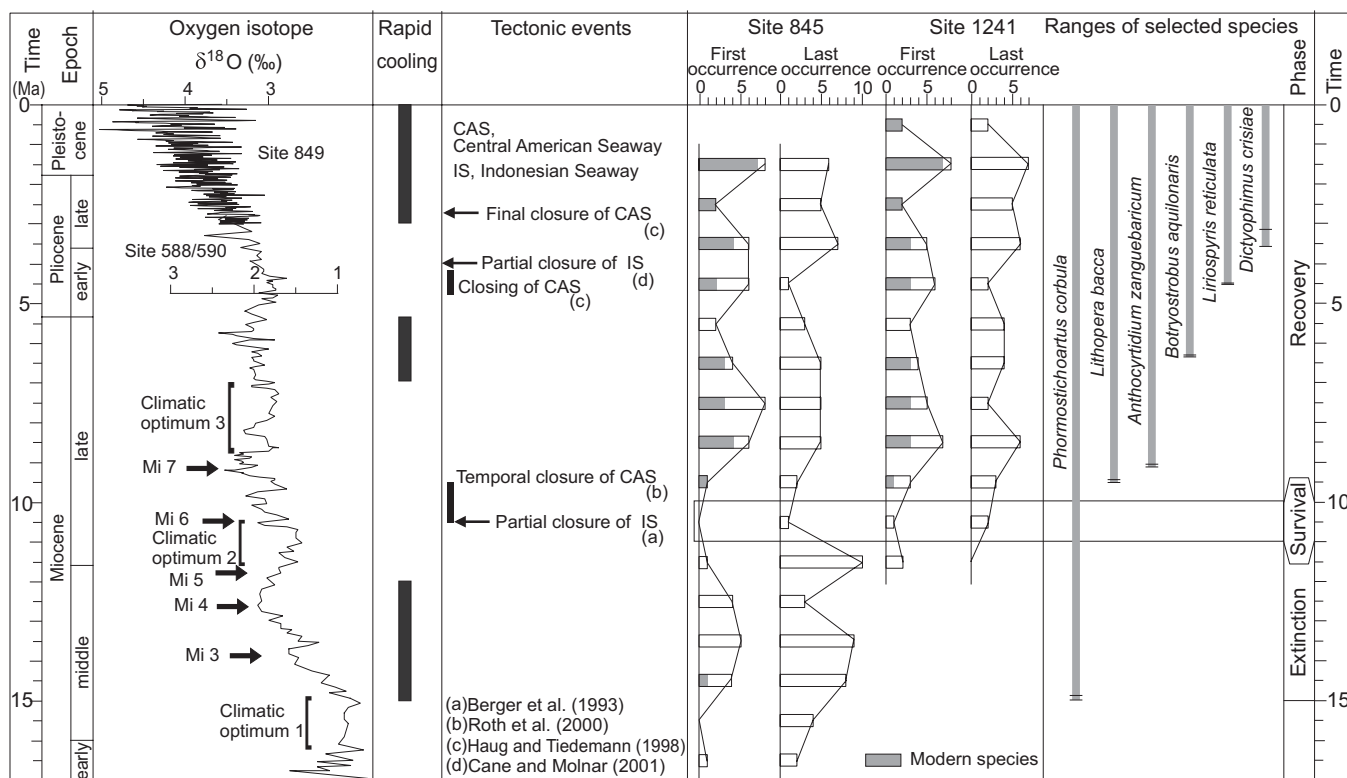 Time
(Ma)
Epoch
Oxygen isotope
δ18O (‰)
5
4
3
Rapid
cooling
Tectonic events
Site 845
First
occurrence
0
5
Last
occurrence
0
5
10
Site 1241
First
occurrence
0
5
Last
occurrence
0
5
Ranges of selected species
Phase
Time
0
5
10
15
Pleisto-
cene
Pliocene
late
early
Miocene
late
middle
early
Site 849
Site 588/590
3
2
1
Climatic
optimum 3
Mi 7
Mi 6
Climatic
optimum 2
Mi 5
Mi 4
Mi 3
Climatic
optimum 1
CAS,
Central American Seaway
IS, Indonesian Seaway
Final closure of CAS
(c)
Partial closure of IS
(d)
Closing of CAS
(c)
Temporal closure of CAS
(b)
Partial closure of IS
(a)
(a)Berger et al. (1993)
(b)Roth et al. (2000)
(c)Haug and Tiedemann (1998)
(d)Cane and Molnar (2001)
Modern species
Phormostichoartus corbula
Lithopera bacca
Anthocyrtidium zanguebaricum
Botryostrobus aquilonaris
Liriospyris reticulata
Dictyophimus crisiae
Recovery
Survival
Extinction
0
5
10
15